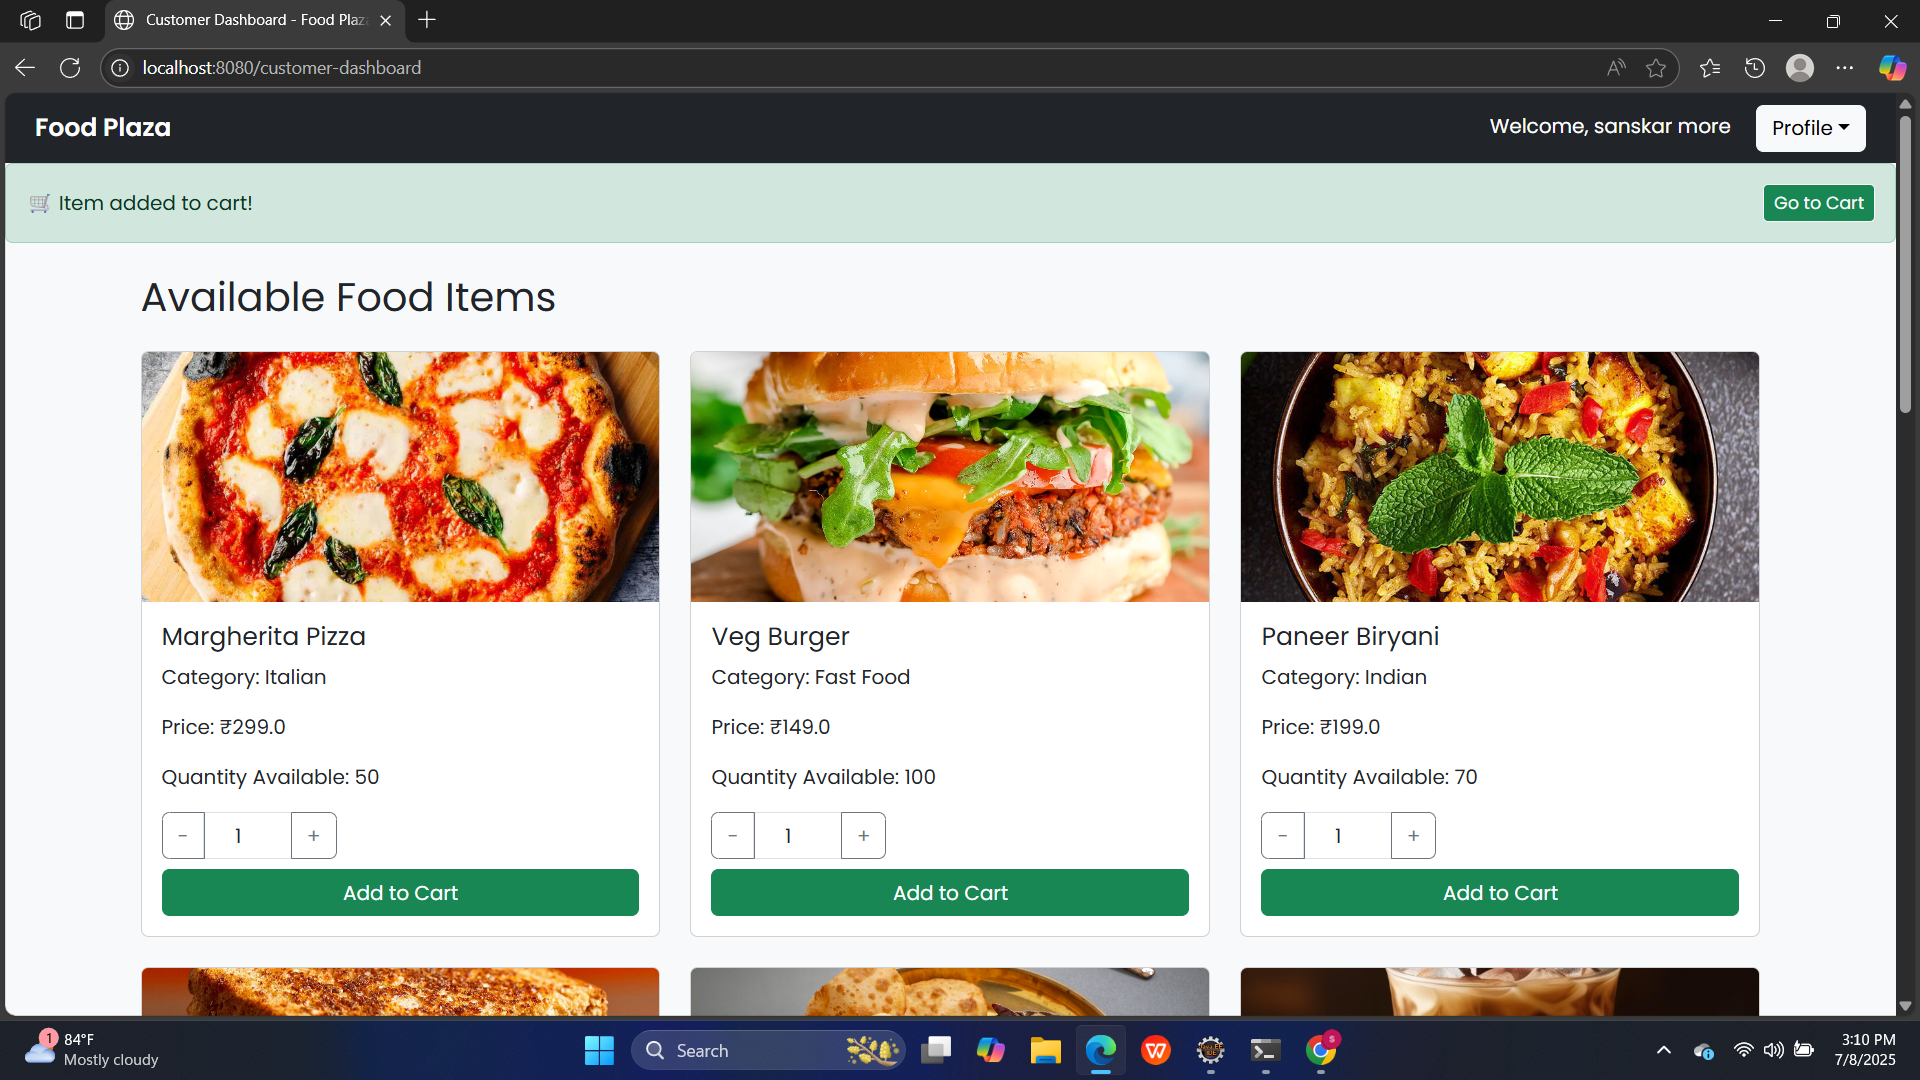 Customer Dashboard - Food Plaz
localhost:8080/customer-dashboard
Food Plaza
Welcome, sanskar more
Profile
Item added to cart!
Go to Cart
Available Food Items
Margherita Pizza
Category: Italian
Price: ₹299.0
Quantity Available: 50
- 1 +
Add to Cart
Veg Burger
Category: Fast Food
Price: ₹149.0
Quantity Available: 100
- 1 +
Add to Cart
Paneer Biryani
Category: Indian
Price: ₹199.0
Quantity Available: 70
- 1 +
Add to Cart
1
84°F
Mostly cloudy
Search
S
3:10 PM
7/8/2025